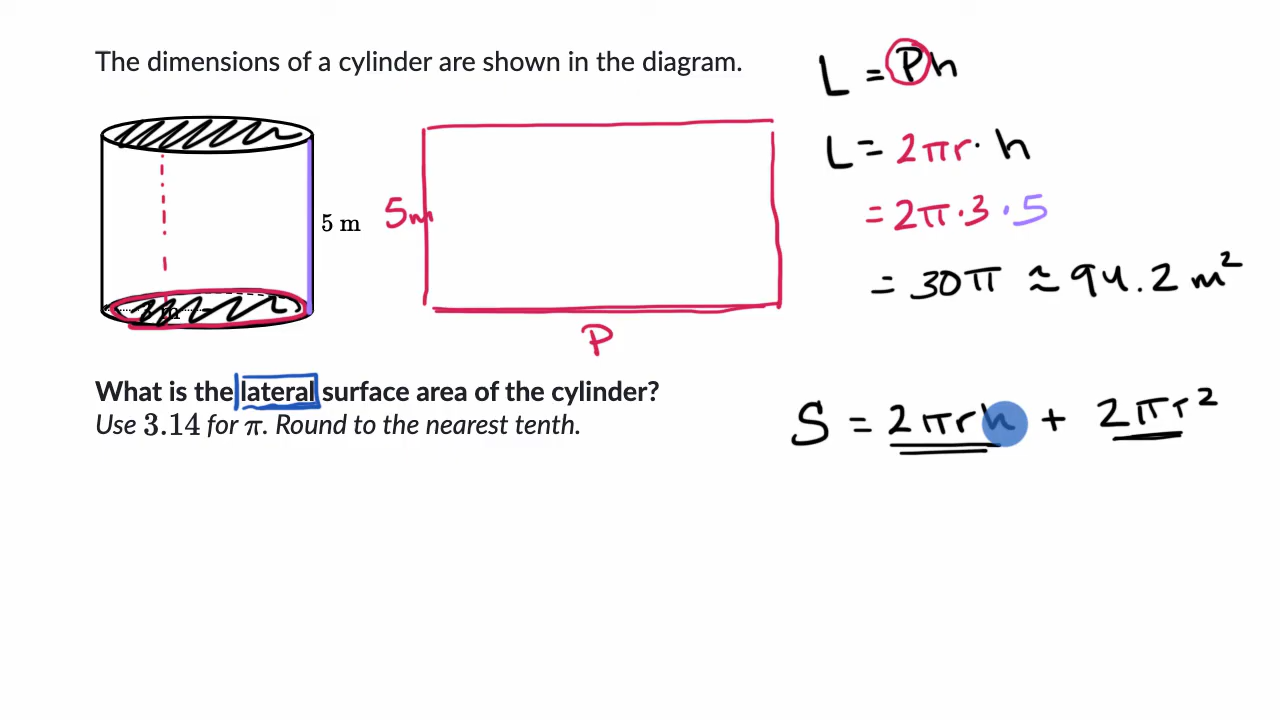 The dimensions of a cylinder are shown in the diagram.
L = Ph
L = 2πr · h
5 m
5m
= 2π · 3 · 5
= 30π ≈ 94.2 m²
m
P
What is the lateral surface area of the cylinder?
Use 3.14 for π. Round to the nearest tenth.
S = 2πrh + 2πr²